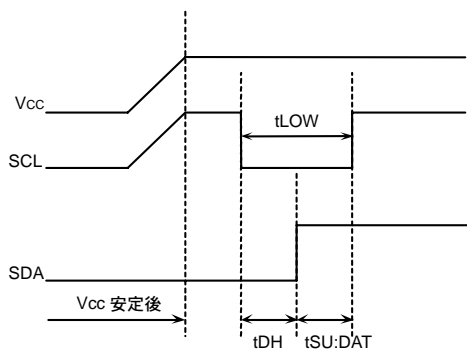 Vcc
tLOW
SCL
SDA
Vcc 安定後
tDH
tSU:DAT